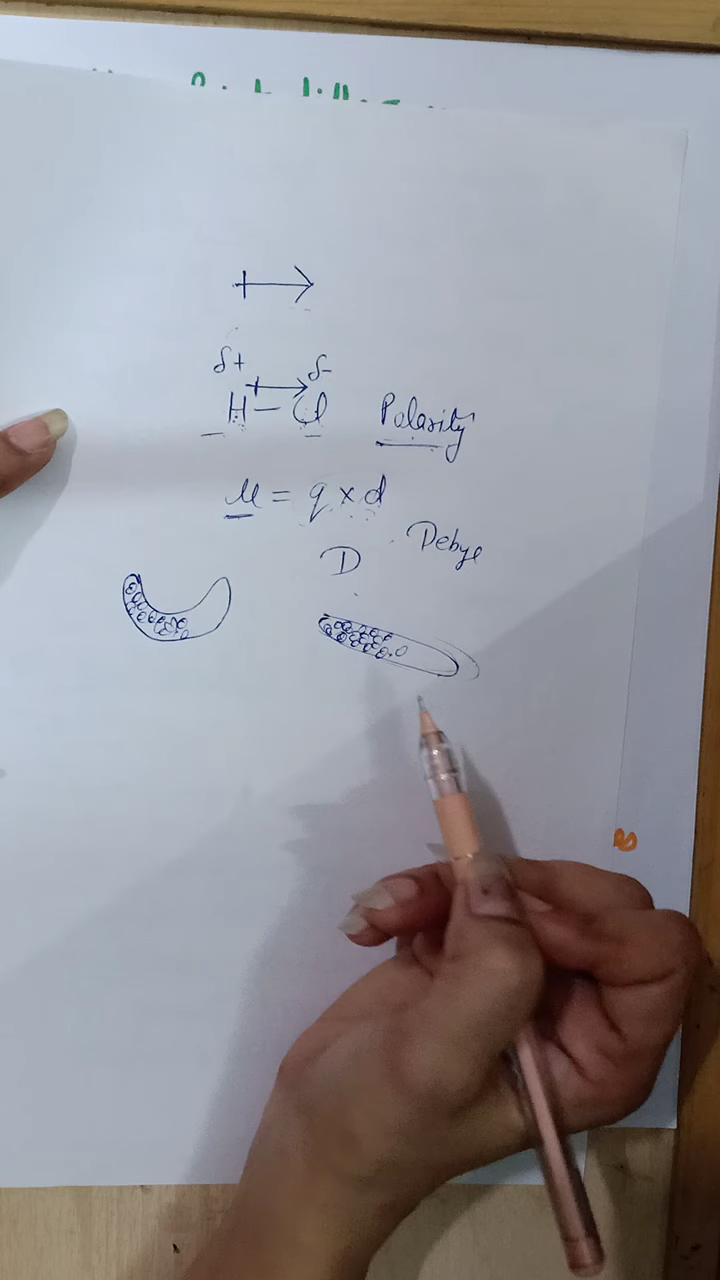 δ+ δ-
H – Cl Polarity
μ = q × d
Debye
D